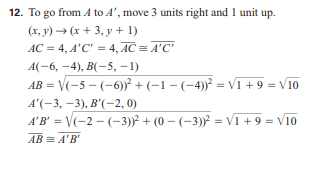 12. To go from A to A′, move 3 units right and 1 unit up.
(x, y) → (x + 3, y + 1)
AC = 4, A′C′ = 4, A̅C̅ ≅ A̅′C̅′
A(−6, −4), B(−5, −1)
AB = √(−5 − (−6))² + (−1 − (−4))² = √1 + 9 = √10
A′(−3, −3), B′(−2, 0)
A′B′ = √(−2 − (−3))² + (0 − (−3))² = √1 + 9 = √10
A̅B̅ ≅ A̅′B̅′